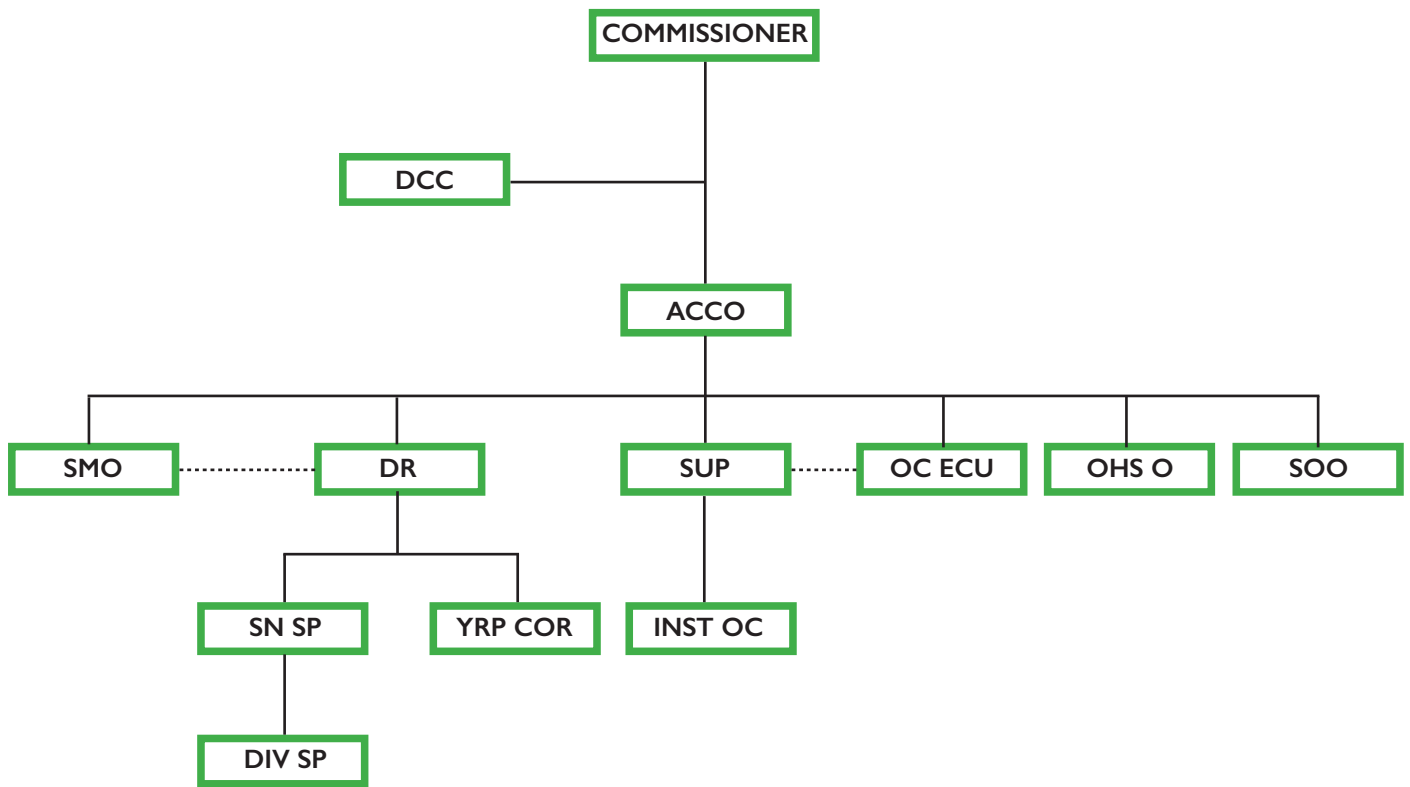 COMMISSIONER
DCC
ACCO
SMO
DR
SUP
OC ECU
OHS O
SOO
SN SP
YRP COR
INST OC
DIV SP